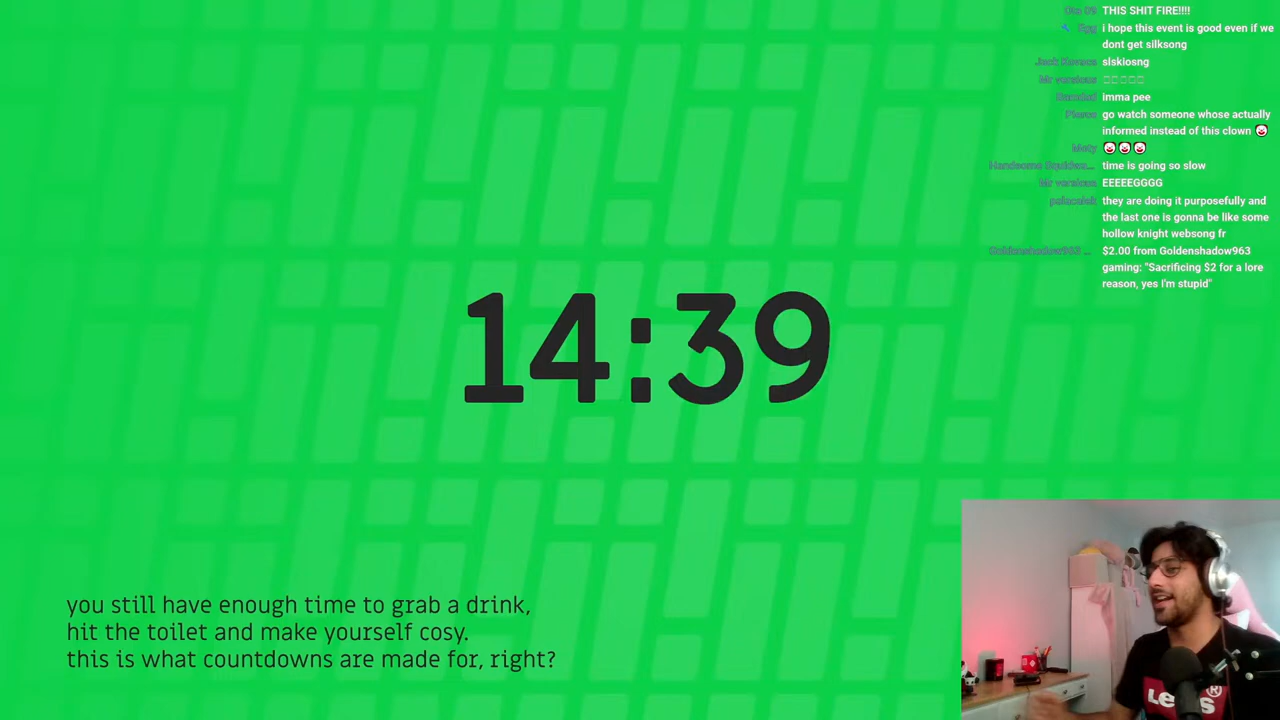 THIS SHIT FIRE!!!!
i hope this event is good even if we
dont get silksong
slskiosng
imma pee
go watch someone whose actually
informed instead of this clown 🤡
🤡🤡🤡
time is going so slow
EEEEEGGGG
they are doing it purposefully and
the last one is gonna be like some
hollow knight websong fr
$2.00 from Goldenshadow963
gaming: "Sacrificing $2 for a lore
reason, yes I'm stupid"
14:39
you still have enough time to grab a drink,
hit the toilet and make yourself cosy.
this is what countdowns are made for, right?